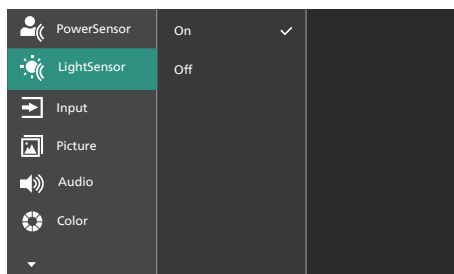 PowerSensor
LightSensor
Input
Picture
Audio
Color
On
Off